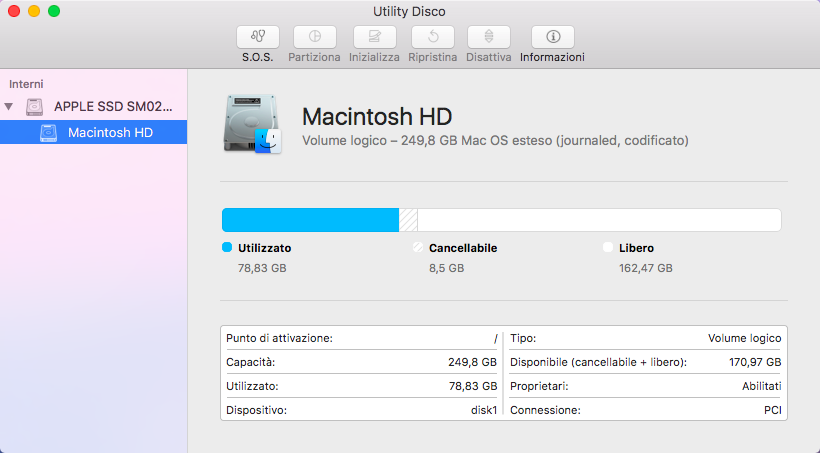 Utility Disco
S.O.S. Partiziona Inizializza Ripristina Disattiva Informazioni
Interni
APPLE SSD SM02...
Macintosh HD
Macintosh HD
Volume logico – 249,8 GB Mac OS esteso (journaled, codificato)
Utilizzato Cancellabile Libero
78,83 GB 8,5 GB 162,47 GB
Punto di attivazione: / Tipo: Volume logico
Capacità: 249,8 GB Disponibile (cancellabile + libero): 170,97 GB
Utilizzato: 78,83 GB Proprietari: Abilitati
Dispositivo: disk1 Connessione: PCI